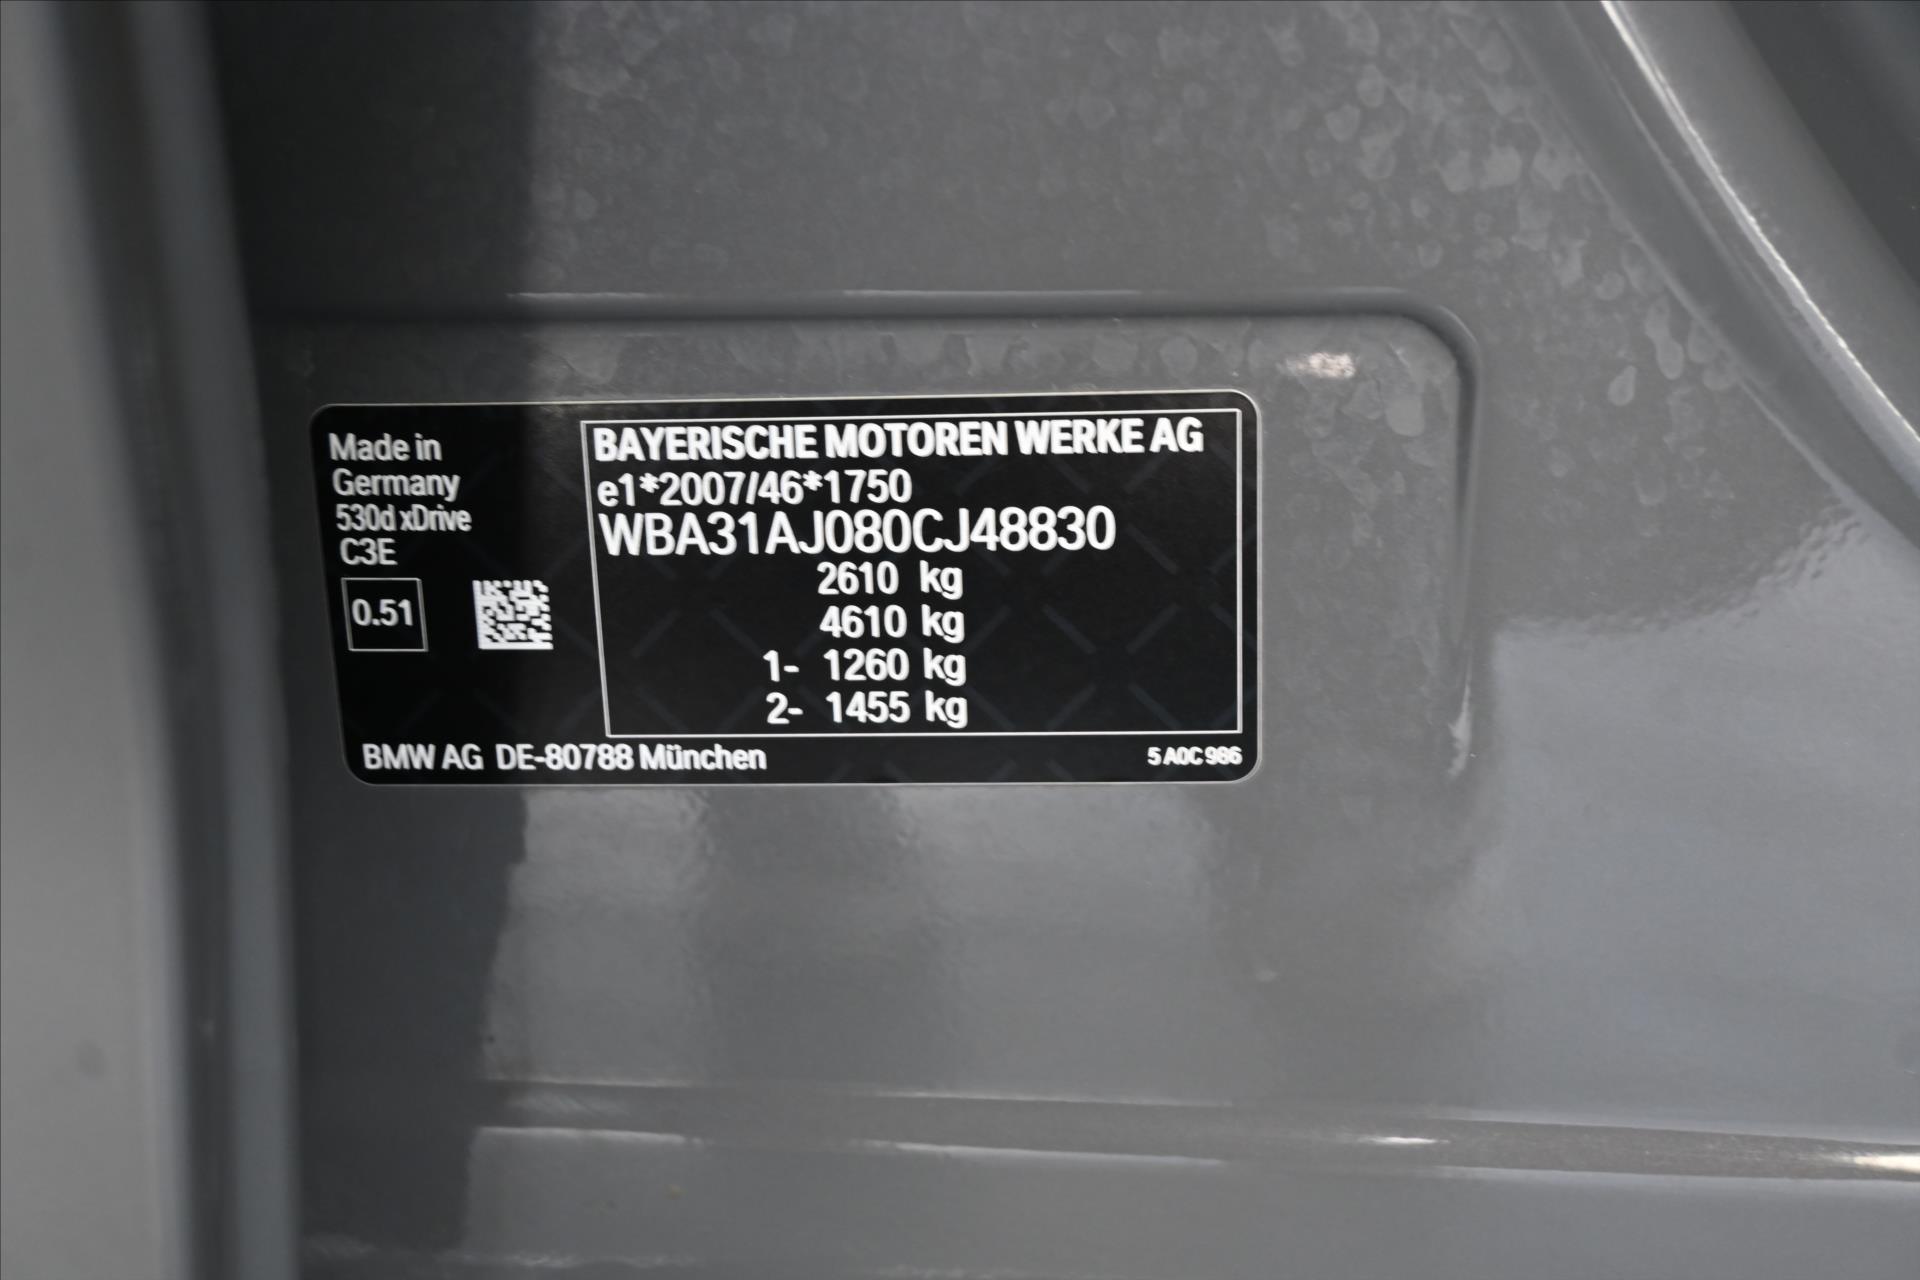 Made in
Germany
530d xDrive
C3E
0.51
BAYERISCHE MOTOREN WERKE AG
e1*2007/46*1750
WBA31AJ080CJ48830
2610 kg
4610 kg
1- 1260 kg
2- 1455 kg
BMW AG DE-80788 München
5 A0C 986